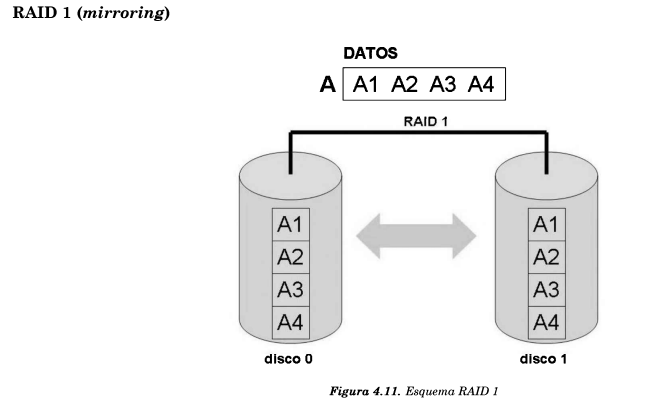 RAID 1 (mirroring)
DATOS
A A1 A2 A3 A4
RAID 1
A1
A2
A3
A4
disco 0
A1
A2
A3
A4
disco 1
Figura 4.11. Esquema RAID 1